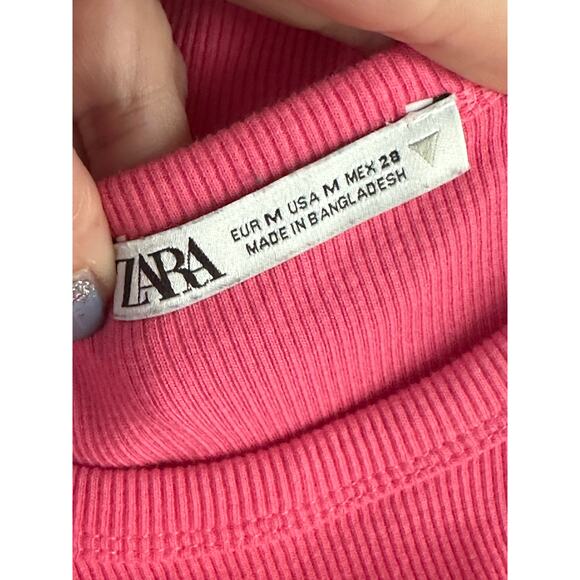 ZARA
EUR M USA M MEX 28
MADE IN BANGLADESH